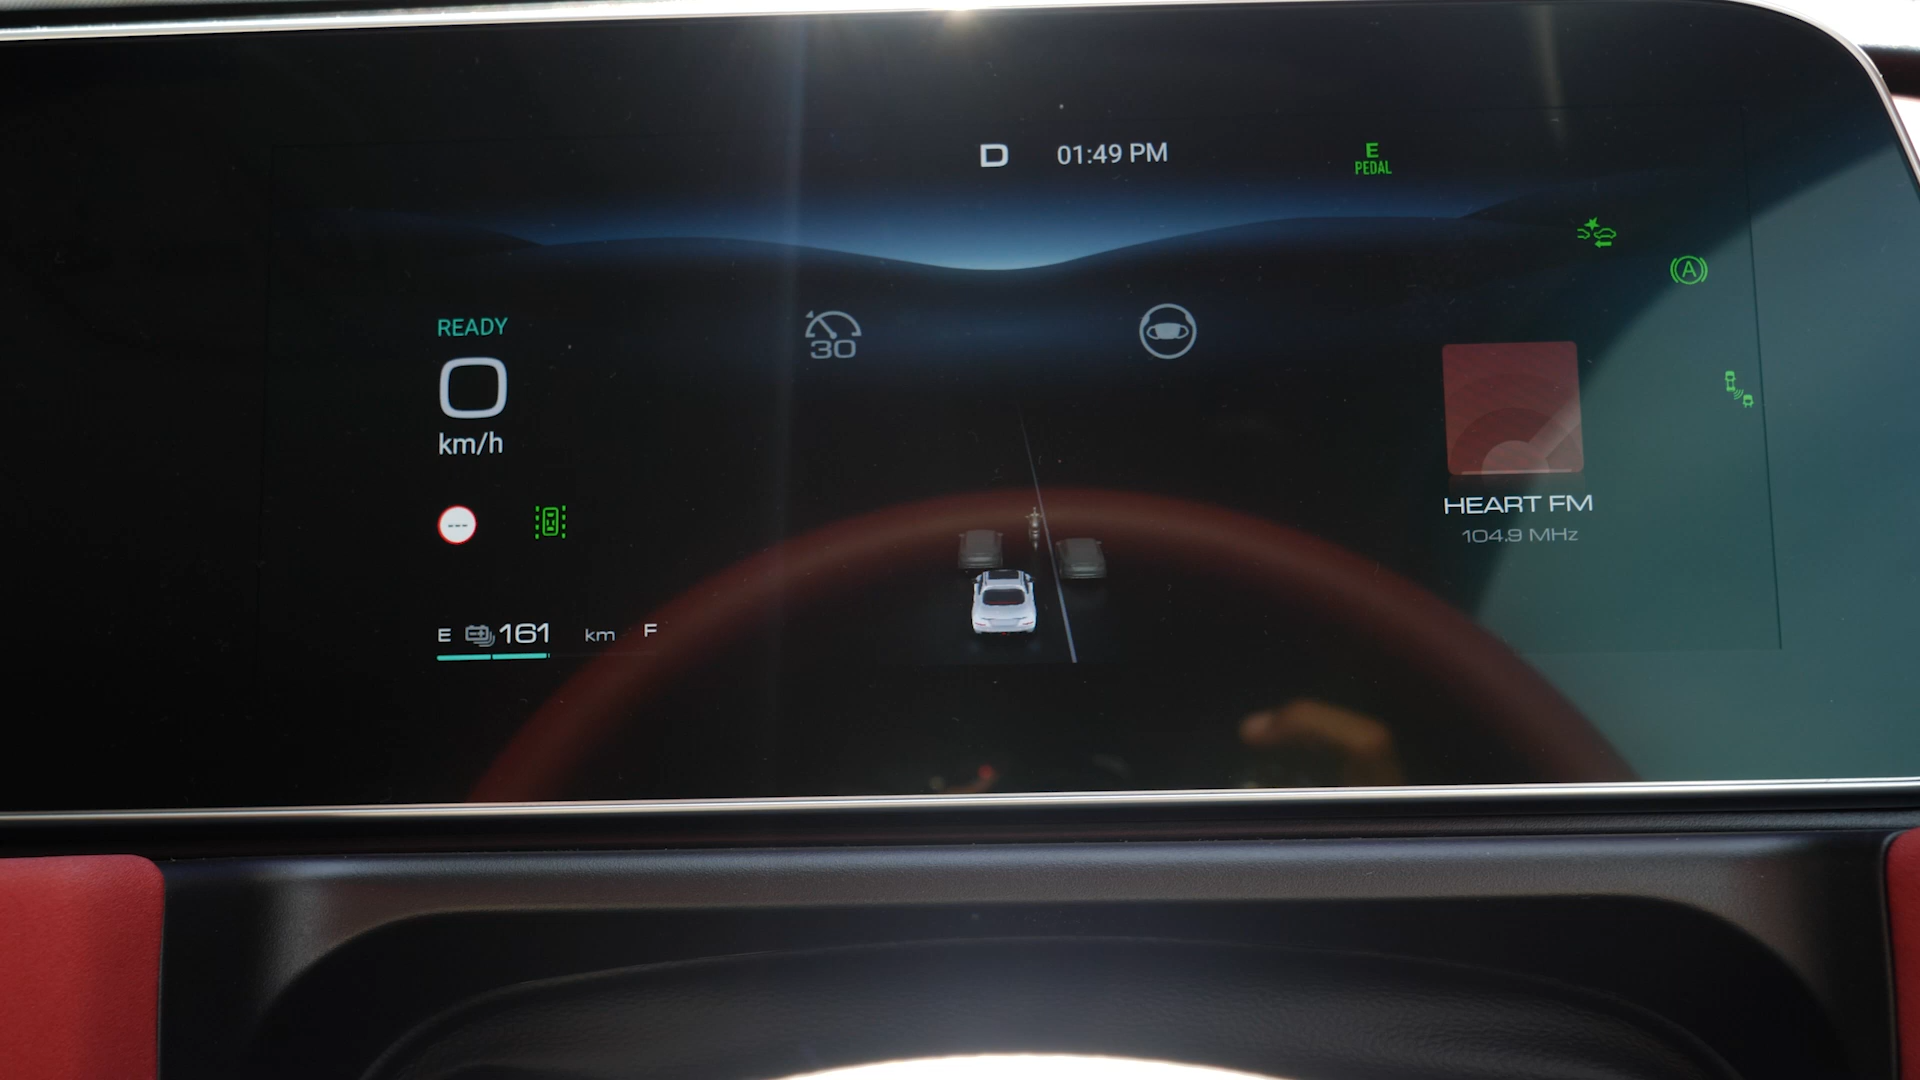 D 01:49 PM
E
PEDAL
READY
0
km/h
30
A
---
HEART FM
104.9 MHz
E 161 km F